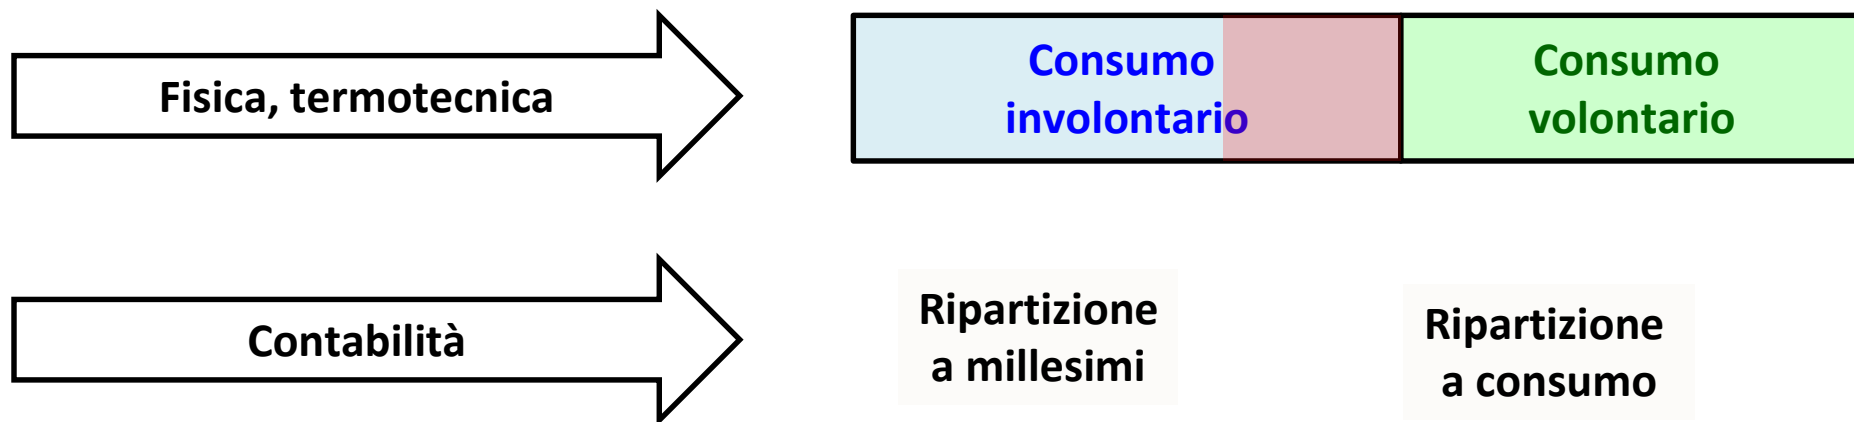 Fisica, termotecnica
Consumo
involontario
Consumo
volontario
Contabilità
Ripartizione
a millesimi
Ripartizione
a consumo